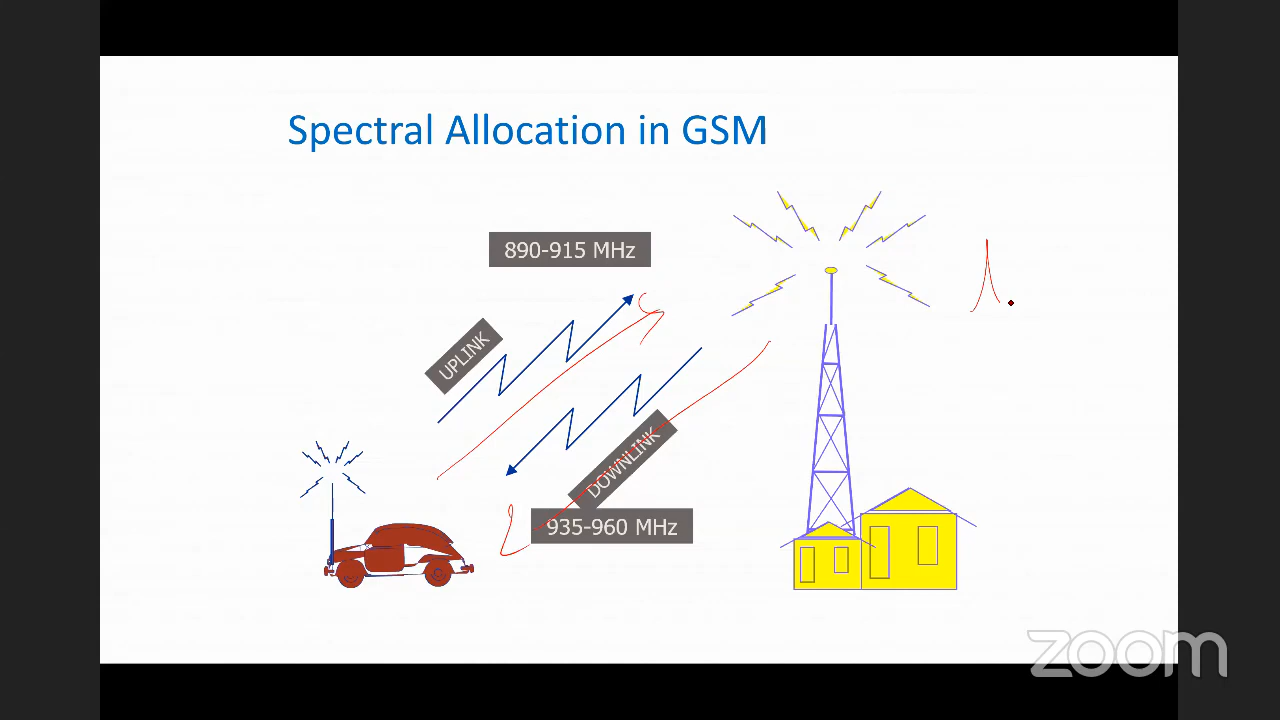 Spectral Allocation in GSM
890-915 MHz
UPLINK
DOWNLINK
935-960 MHz
zoom